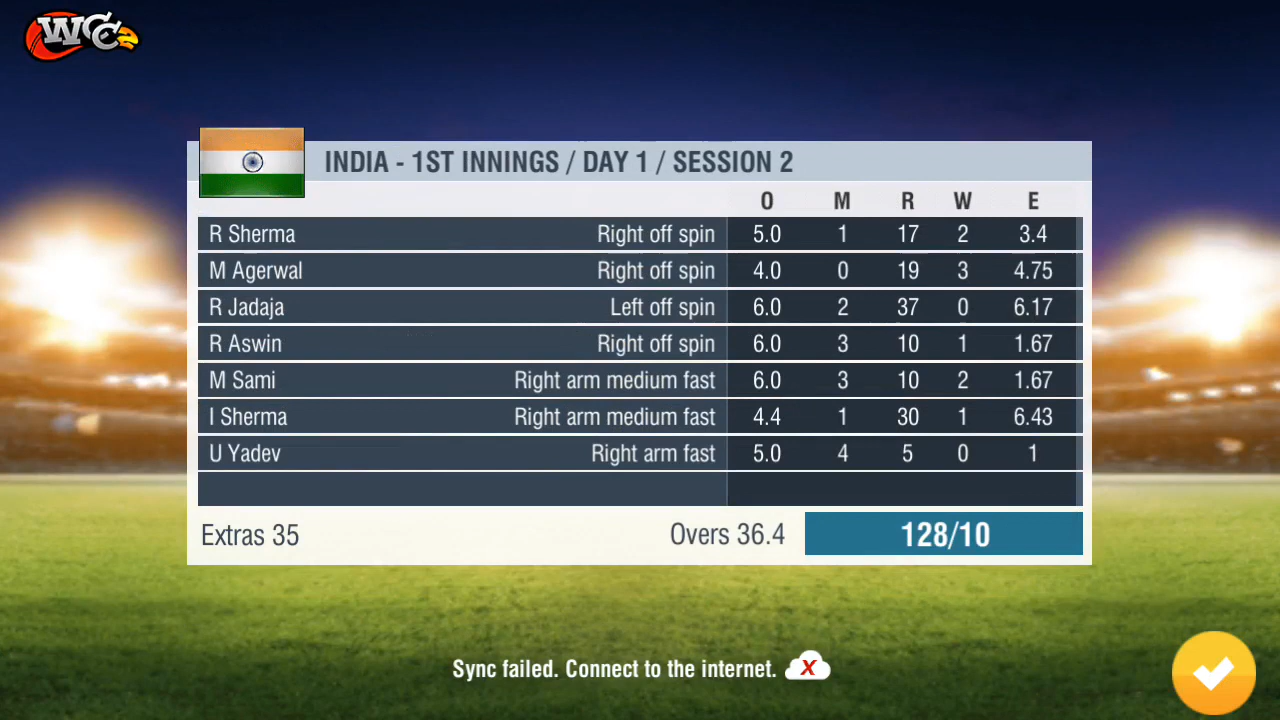 WCC
INDIA - 1ST INNINGS / DAY 1 / SESSION 2
O M R W E
R Sherma Right off spin 5.0 1 17 2 3.4
M Agerwal Right off spin 4.0 0 19 3 4.75
R Jadaja Left off spin 6.0 2 37 0 6.17
R Aswin Right off spin 6.0 3 10 1 1.67
M Sami Right arm medium fast 6.0 3 10 2 1.67
I Sherma Right arm medium fast 4.4 1 30 1 6.43
U Yadev Right arm fast 5.0 4 5 0 1
Extras 35 Overs 36.4 128/10
Sync failed. Connect to the internet. X